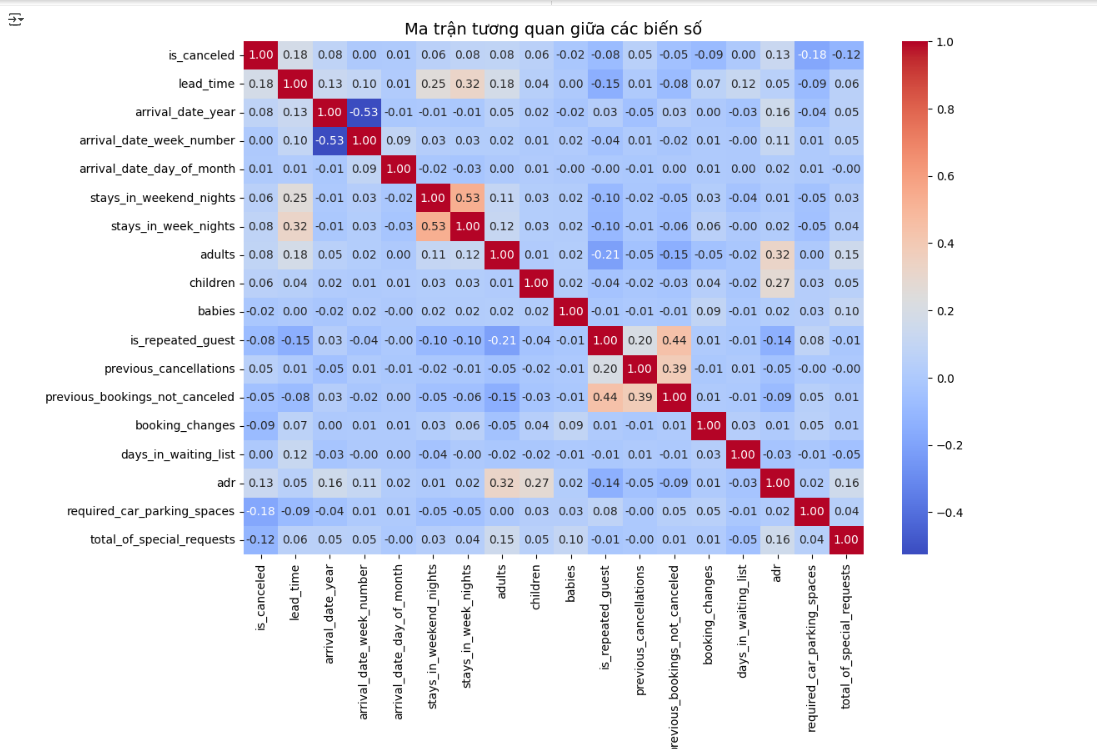 Ma trận tương quan giữa các biến số
is_canceled 1.00 0.18 0.08 0.00 0.01 0.06 0.08 0.08 0.06 -0.02 -0.08 0.05 -0.05 -0.09 0.00 0.13 -0.18 -0.12
lead_time 0.18 1.00 0.13 0.10 0.01 0.25 0.32 0.18 0.04 0.00 -0.15 0.01 -0.08 0.07 0.12 0.05 -0.09 0.06
arrival_date_year 0.08 0.13 1.00 -0.53 -0.01 -0.01 -0.01 0.05 0.02 -0.02 0.03 -0.05 0.03 0.00 -0.03 0.16 -0.04 0.05
arrival_date_week_number 0.00 0.10 -0.53 1.00 0.09 0.03 0.03 0.02 0.01 0.02 -0.04 0.01 -0.02 0.01 -0.00 0.11 0.01 0.05
arrival_date_day_of_month 0.01 0.01 -0.01 0.09 1.00 -0.02 -0.03 0.00 0.01 -0.00 -0.00 -0.01 0.00 0.01 0.00 0.02 0.01 -0.00
stays_in_weekend_nights 0.06 0.25 -0.01 0.03 -0.02 1.00 0.53 0.11 0.03 0.02 -0.10 -0.02 -0.05 0.03 -0.04 0.01 -0.05 0.03
stays_in_week_nights 0.08 0.32 -0.01 0.03 -0.03 0.53 1.00 0.12 0.03 0.02 -0.10 -0.01 -0.06 0.06 -0.00 0.02 -0.05 0.04
adults 0.08 0.18 0.05 0.02 0.00 0.11 0.12 1.00 0.01 0.02 -0.21 -0.05 -0.15 -0.05 -0.02 0.32 0.00 0.15
children 0.06 0.04 0.02 0.01 0.01 0.03 0.03 0.01 1.00 0.02 -0.04 -0.02 -0.03 0.04 -0.02 0.27 0.03 0.05
babies -0.02 0.00 -0.02 0.02 -0.00 0.02 0.02 0.02 0.02 1.00 -0.01 -0.01 -0.01 0.09 -0.01 0.02 0.03 0.10
is_repeated_guest -0.08 -0.15 0.03 -0.04 -0.00 -0.10 -0.10 -0.21 -0.04 -0.01 1.00 0.20 0.44 0.01 -0.01 -0.14 0.08 -0.01
previous_cancellations 0.05 0.01 -0.05 0.01 -0.01 -0.02 -0.01 -0.05 -0.02 -0.01 0.20 1.00 0.39 -0.01 0.01 -0.05 -0.00 -0.00
previous_bookings_not_canceled -0.05 -0.08 0.03 -0.02 0.00 -0.05 -0.06 -0.15 -0.03 -0.01 0.44 0.39 1.00 0.01 -0.01 -0.09 0.05 0.01
booking_changes -0.09 0.07 0.00 0.01 0.01 0.03 0.06 -0.05 0.04 0.09 0.01 -0.01 0.01 1.00 0.03 0.01 0.05 0.01
days_in_waiting_list 0.00 0.12 -0.03 -0.00 0.00 -0.04 -0.00 -0.02 -0.02 -0.01 -0.01 0.01 -0.01 0.03 1.00 -0.03 -0.01 -0.05
adr 0.13 0.05 0.16 0.11 0.02 0.01 0.02 0.32 0.27 0.02 -0.14 -0.05 -0.09 0.01 -0.03 1.00 0.02 0.16
required_car_parking_spaces -0.18 -0.09 -0.04 0.01 0.01 -0.05 -0.05 0.00 0.03 0.03 0.08 -0.00 0.05 0.05 -0.01 0.02 1.00 0.04
total_of_special_requests -0.12 0.06 0.05 0.05 -0.00 0.03 0.04 0.15 0.05 0.10 -0.01 -0.00 0.01 0.01 -0.05 0.16 0.04 1.00
is_canceled
lead_time
arrival_date_year
arrival_date_week_number
arrival_date_day_of_month
stays_in_weekend_nights
stays_in_week_nights
adults
children
babies
is_repeated_guest
previous_cancellations
revious_bookings_not_canceled
booking_changes
days_in_waiting_list
adr
required_car_parking_spaces
total_of_special_requests
1.0
0.8
0.6
0.4
0.2
0.0
−0.2
−0.4